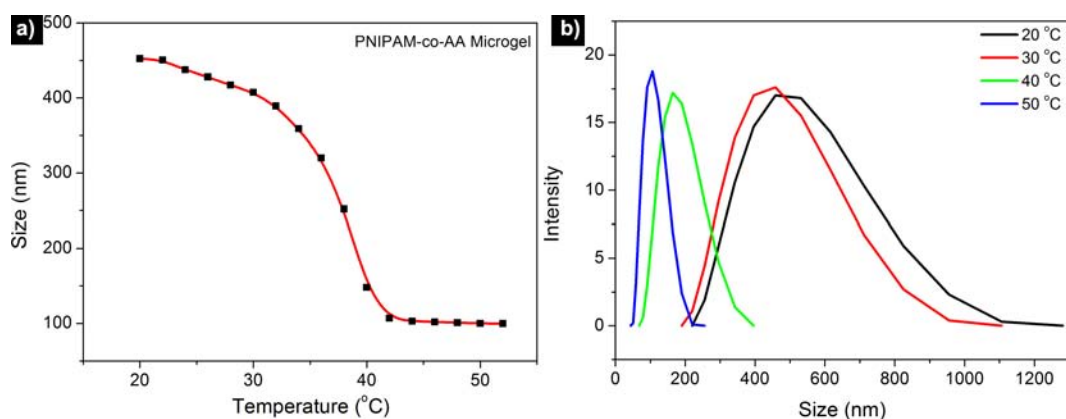 a)
PNIPAM-co-AA Microgel
500
400
300
200
100
Size (nm)
20
30
40
50
Temperature (°C)
b)
20 °C
30 °C
40 °C
50 °C
20
15
10
5
0
Intensity
0
200
400
600
800
1000
1200
Size (nm)